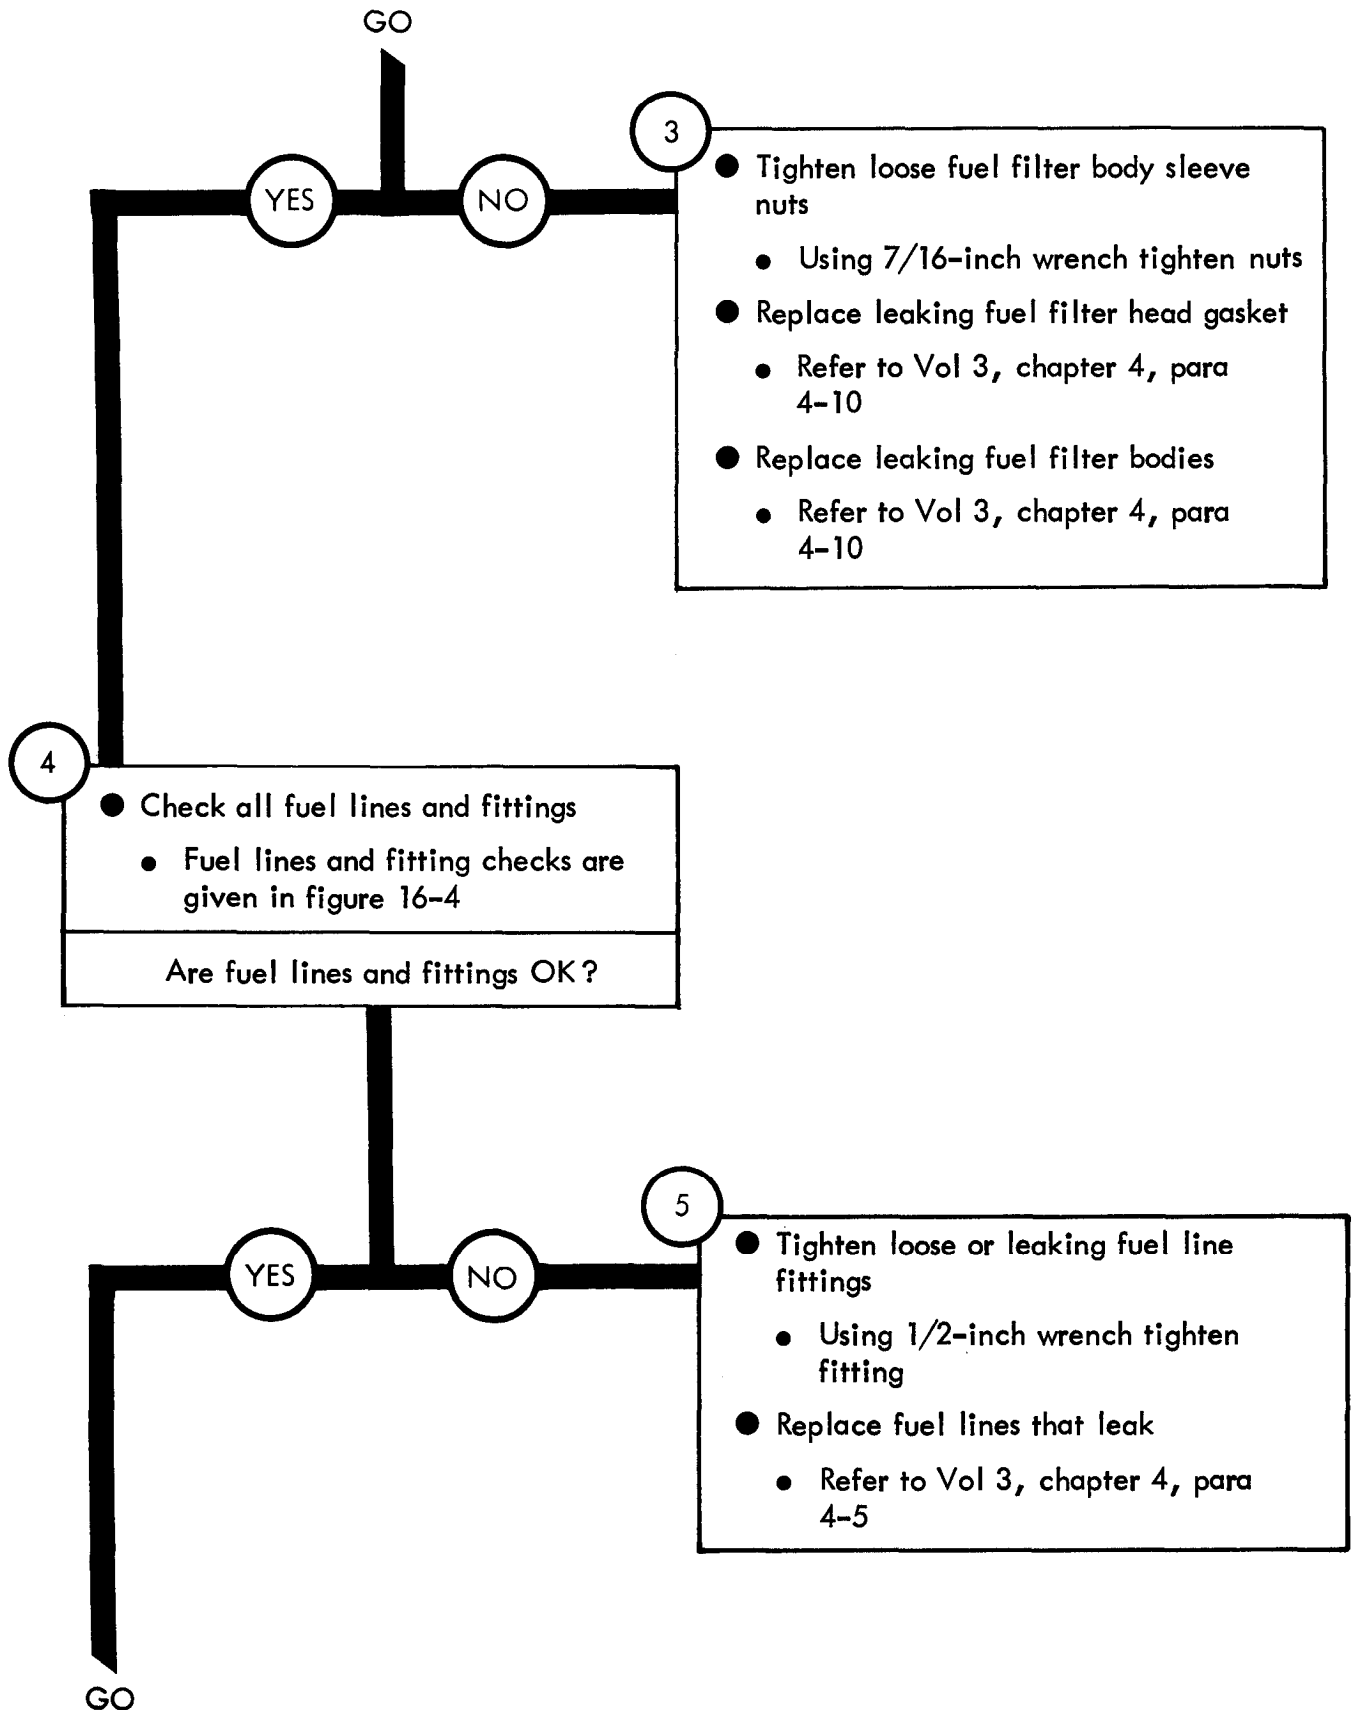 GO
YES
NO
3
● Tighten loose fuel filter body sleeve
nuts
● Using 7/16-inch wrench tighten nuts
● Replace leaking fuel filter head gasket
● Refer to Vol 3, chapter 4, para
4-10
● Replace leaking fuel filter bodies
● Refer to Vol 3, chapter 4, para
4-10
4
● Check all fuel lines and fittings
● Fuel lines and fitting checks are
given in figure 16-4
Are fuel lines and fittings OK?
YES
NO
5
● Tighten loose or leaking fuel line
fittings
● Using 1/2-inch wrench tighten
fitting
● Replace fuel lines that leak
● Refer to Vol 3, chapter 4, para
4-5
GO